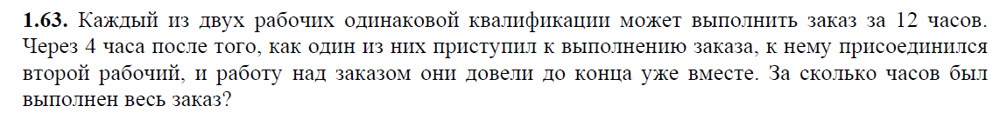 1.63. Каждый из двух рабочих одинаковой квалификации может выполнить заказ за 12 часов.
Через 4 часа после того, как один из них приступил к выполнению заказа, к нему присоединился
второй рабочий, и работу над заказом они довели до конца уже вместе. За сколько часов был
выполнен весь заказ?